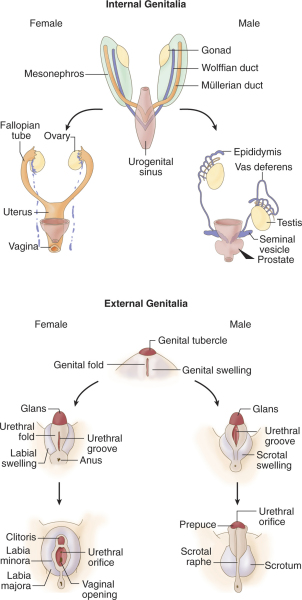 Internal Genitalia
Female
Male
Gonad
Wolffian duct
Mesonephros
Müllerian duct
Fallopian
tube
Ovary
Urogenital
sinus
Epididymis
Vas deferens
Uterus
Testis
Vagina
Seminal
vesicle
Prostate
External Genitalia
Female
Male
Genital tubercle
Genital fold
Genital swelling
Glans
Urethral
fold
Urethral
groove
Labial
swelling
Anus
Glans
Urethral
groove
Scrotal
swelling
Clitoris
Labia
minora
Urethral
orifice
Labia
majora
Vaginal
opening
Urethral
orifice
Prepuce
Scrotal
raphe
Scrotum